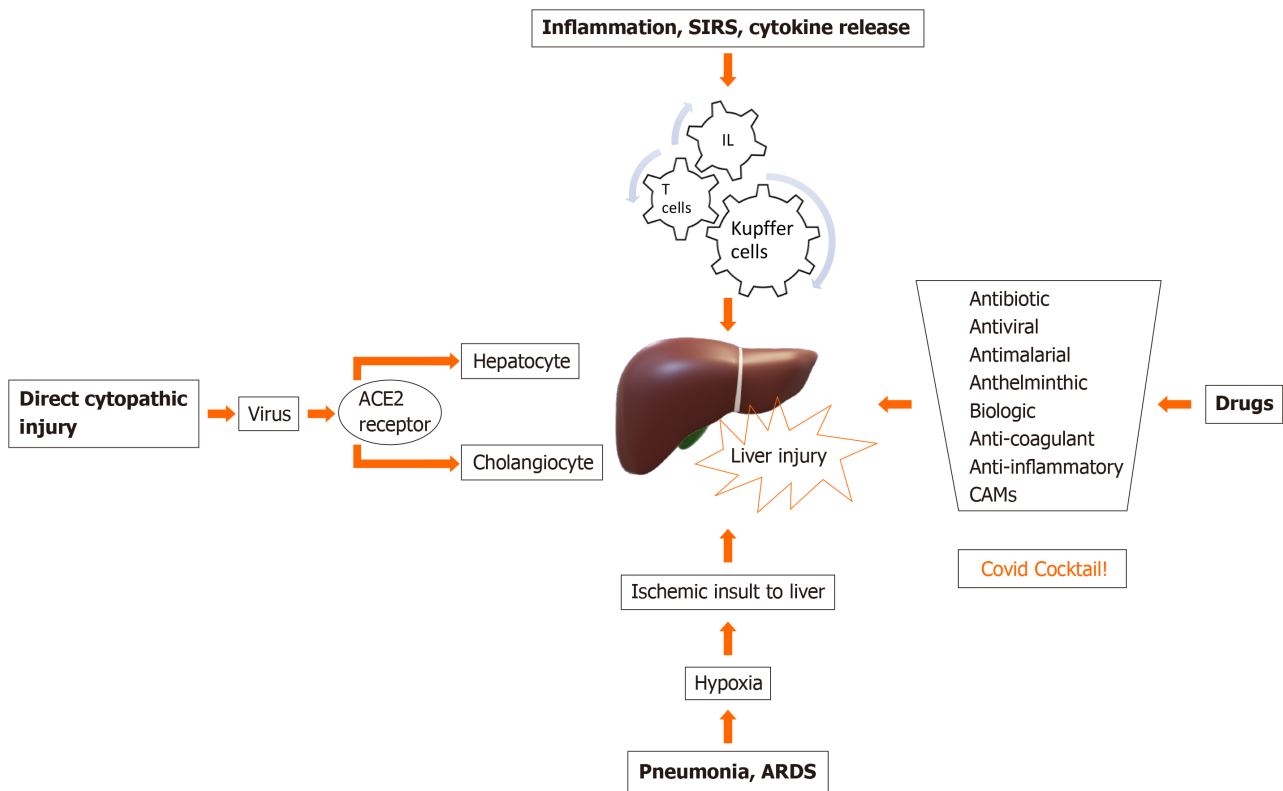 Inflammation, SIRS, cytokine release
IL
T
cells
Kupffer
cells
Direct cytopathic
injury
Virus
ACE2
receptor
Hepatocyte
Cholangiocyte
Liver injury
Antibiotic
Antiviral
Antimalarial
Anthelminthic
Biologic
Anti-coagulant
Anti-inflammatory
CAMs
Drugs
Covid Cocktail!
Ischemic insult to liver
Hypoxia
Pneumonia, ARDS